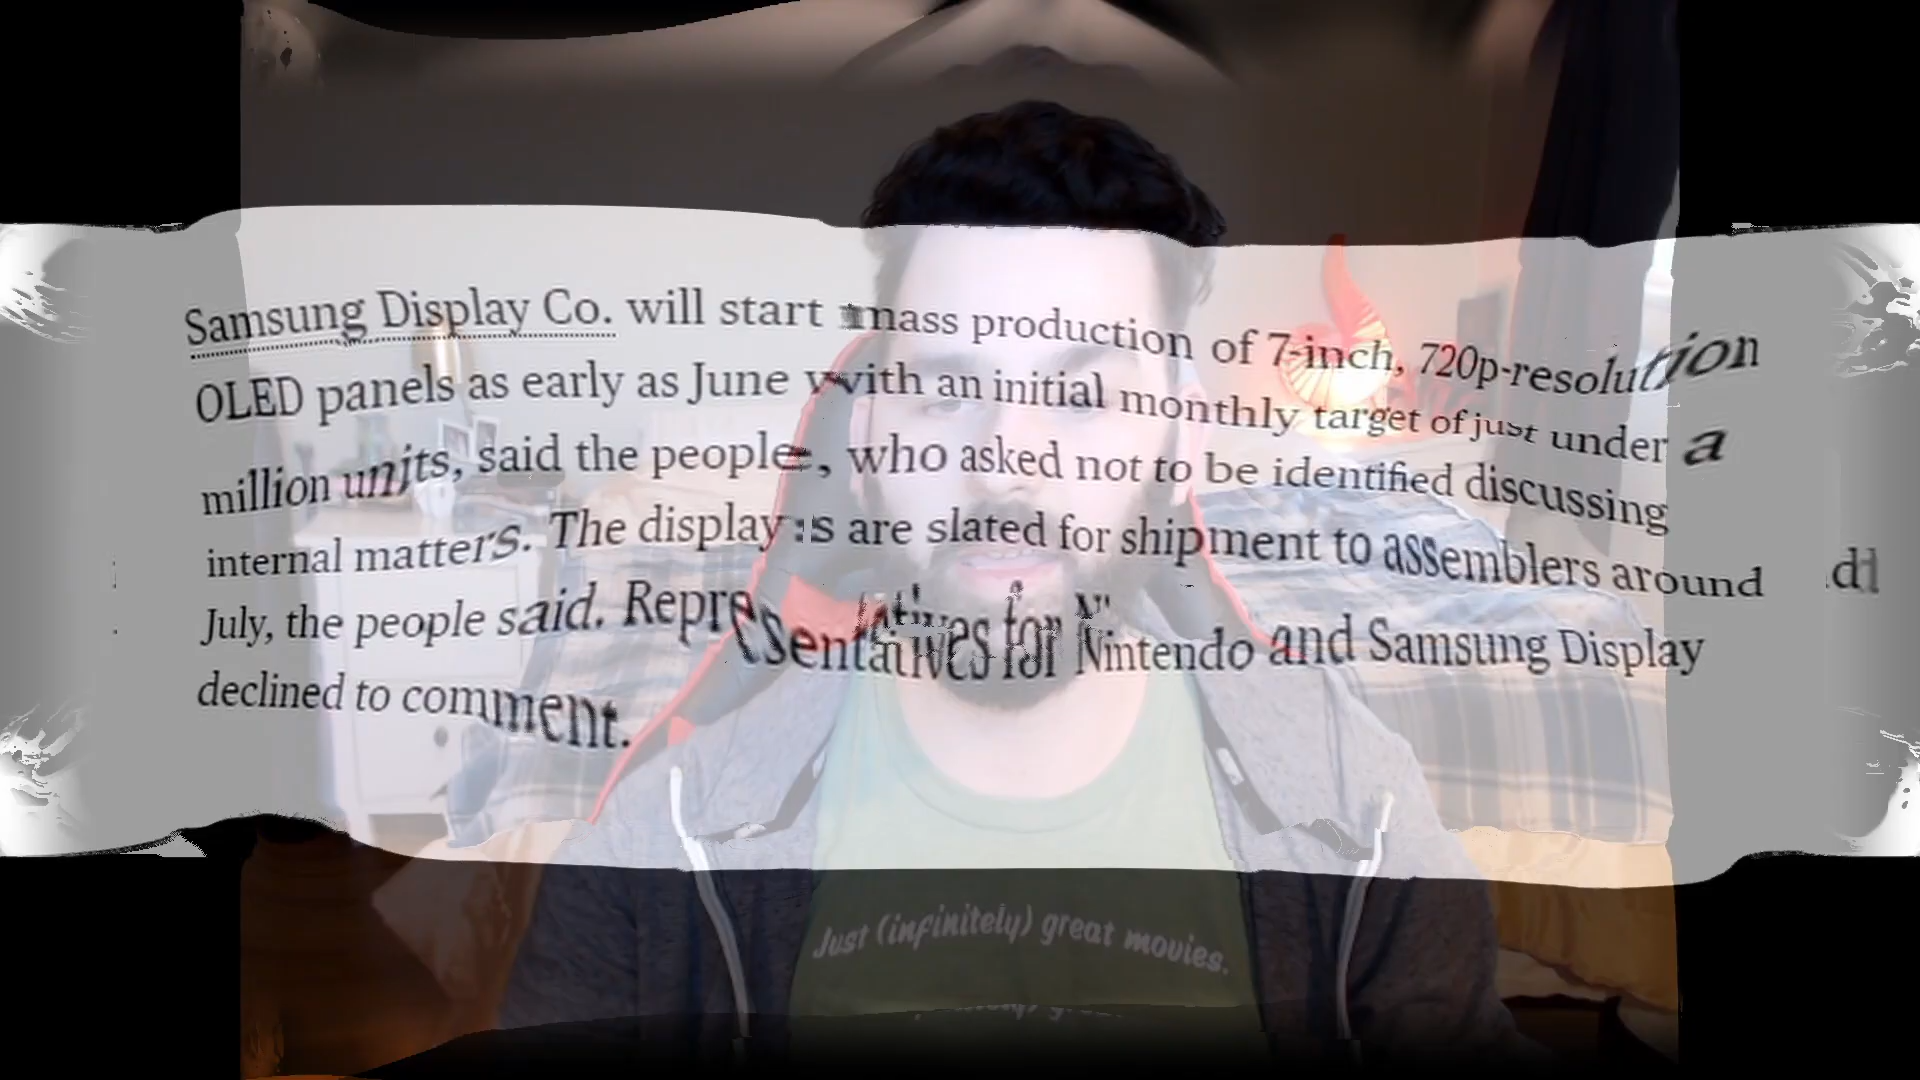 Samsung Display Co. will start mass production of 7-inch, 720p-resolution
OLED panels as early as June with an initial monthly target of just under a
million units, said the people, who asked not to be identified discussing
internal matters. The displays are slated for shipment to assemblers around
July, the people said. Representatives for Nintendo and Samsung Display
declined to comment.
Just (infinitely) great movies.